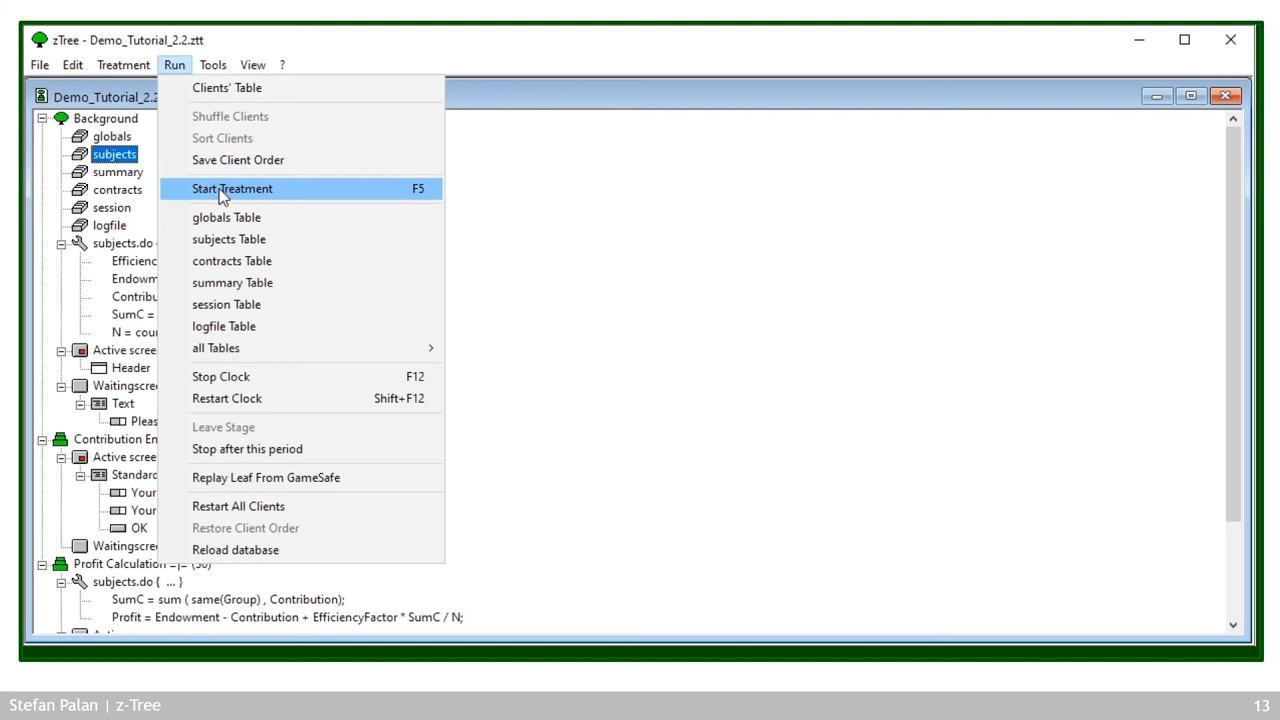 zTree - Demo_Tutorial_2.2.ztt
File Edit Treatment Run Tools View ?
Demo_Tutorial_2.2
Background
globals
subjects
summary
contracts
session
logfile
subjects.do
Efficienc
Endowm
Contribu
SumC =
N = coun
Active scree
Header
Waitingscree
Text
Pleas
Contribution En
Active scree
Standard
Your
Your
OK
Waitingscree
Profit Calculation =|= (30)
subjects.do { ... }
SumC = sum ( same(Group) , Contribution);
Profit = Endowment - Contribution + EfficiencyFactor * SumC / N;
Clients' Table
Shuffle Clients
Sort Clients
Save Client Order
Start Treatment F5
globals Table
subjects Table
contracts Table
summary Table
session Table
logfile Table
all Tables
Stop Clock F12
Restart Clock Shift+F12
Leave Stage
Stop after this period
Replay Leaf From GameSafe
Restart All Clients
Restore Client Order
Reload database
Stefan Palan | z-Tree
13